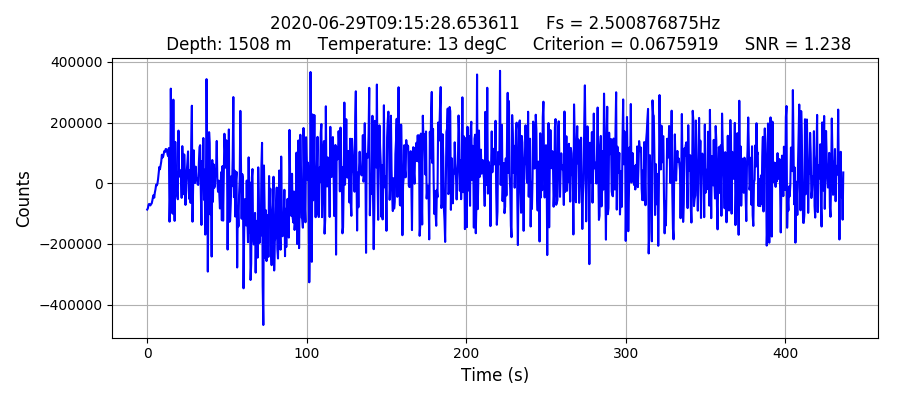 2020-06-29T09:15:28.653611 Fs = 2.500876875Hz
Depth: 1508 m Temperature: 13 degC Criterion = 0.0675919 SNR = 1.238
400000
200000
0
−200000
−400000
Counts
0 100 200 300 400
Time (s)